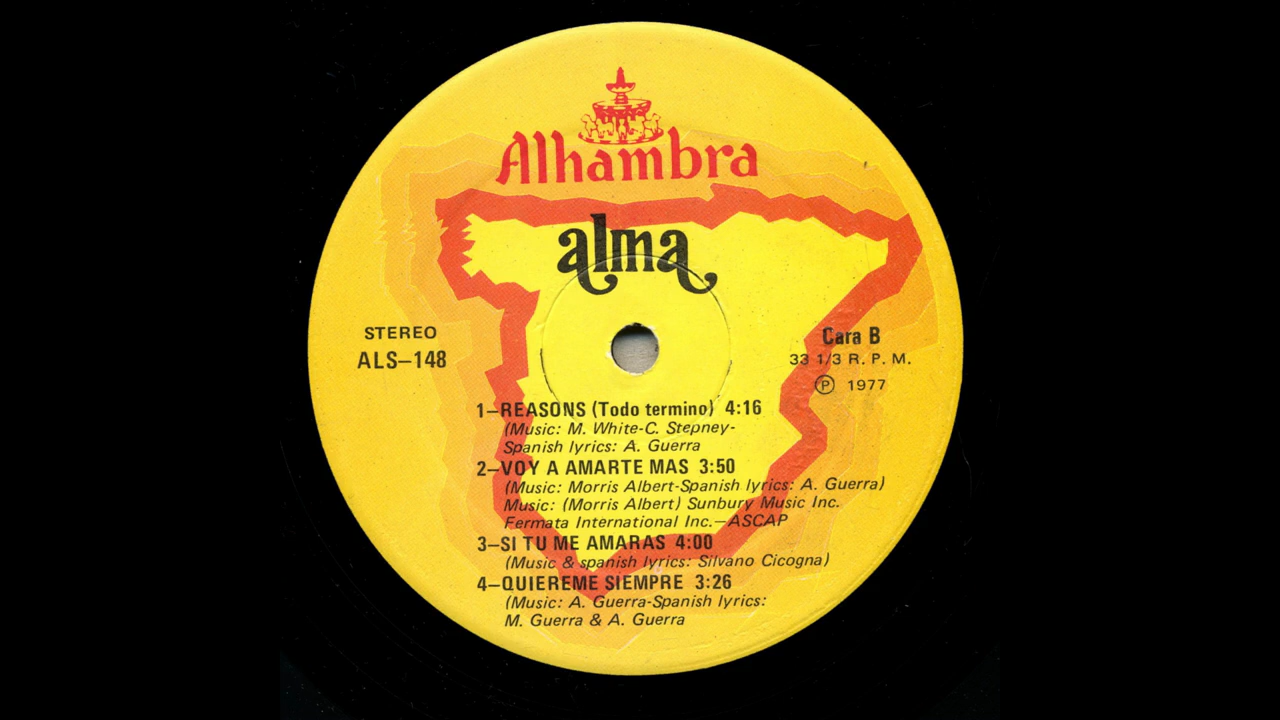 Alhambra
alma
STEREO
ALS–148
Cara B
33 1/3 R. P. M.
Ⓟ 1977
1–REASONS (Todo termino) 4:16
(Music: M. White-C. Stepney-
Spanish lyrics: A. Guerra
2–VOY A AMARTE MAS 3:50
(Music: Morris Albert-Spanish lyrics: A. Guerra)
Music: (Morris Albert) Sunbury Music Inc.
Fermata International Inc.–ASCAP
3–SI TU ME AMARAS 4:00
(Music & spanish lyrics: Silvano Cicogna)
4–QUIEREME SIEMPRE 3:26
(Music: A. Guerra-Spanish lyrics:
M. Guerra & A. Guerra